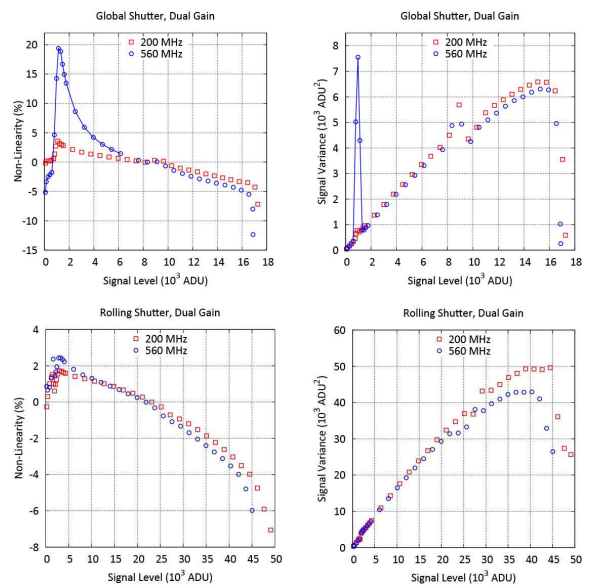 Global Shutter, Dual Gain
200 MHz
560 MHz
Non-Linearity (%)
20
15
10
5
0
-5
-10
-15
0 2 4 6 8 10 12 14 16 18
Signal Level (10³ ADU)
Global Shutter, Dual Gain
200 MHz
560 MHz
Signal Variance (10³ ADU²)
8
7
6
5
4
3
2
1
0
0 2 4 6 8 10 12 14 16 18
Signal Level (10³ ADU)
Rolling Shutter, Dual Gain
200 MHz
560 MHz
Non-Linearity (%)
4
2
0
-2
-4
-6
-8
0 5 10 15 20 25 30 35 40 45 50
Signal Level (10³ ADU)
Rolling Shutter, Dual Gain
200 MHz
560 MHz
Signal Variance (10³ ADU²)
60
50
40
30
20
10
0
0 5 10 15 20 25 30 35 40 45 50
Signal Level (10³ ADU)